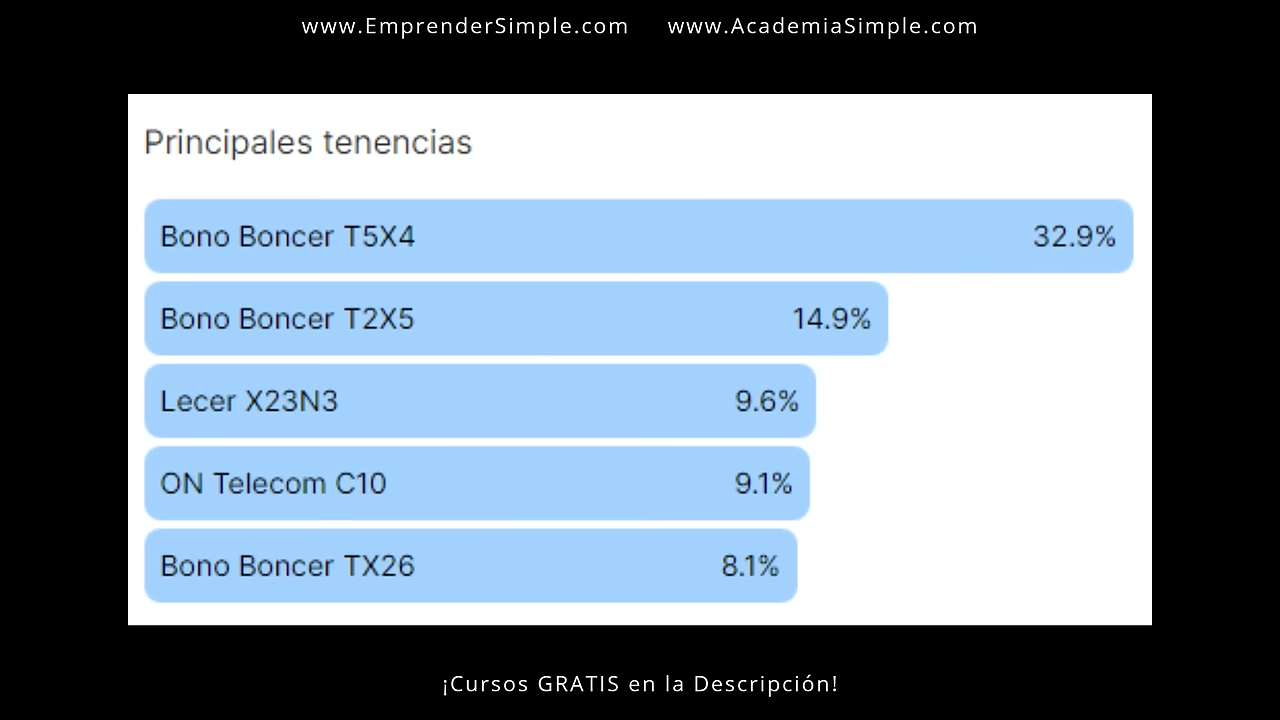 www.EmprenderSimple.com www.AcademiaSimple.com
Principales tenencias
Bono Boncer T5X4 32.9%
Bono Boncer T2X5 14.9%
Lecer X23N3 9.6%
ON Telecom C10 9.1%
Bono Boncer TX26 8.1%
¡Cursos GRATIS en la Descripción!